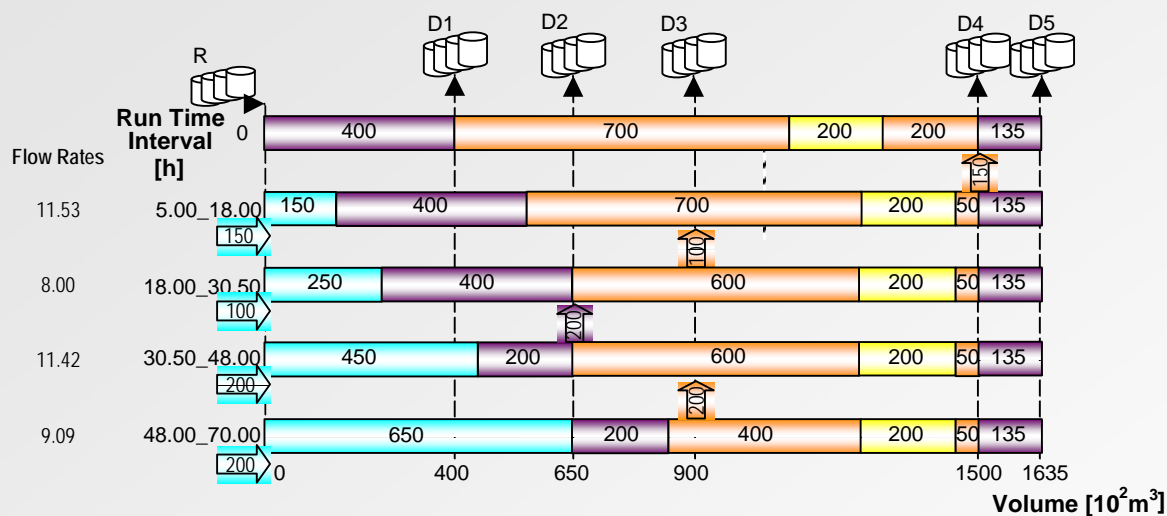 D1 D2 D3 D4 D5
R
Run Time
Interval
[h]
Flow Rates
0 400 700 200 200 135
150
11.53 5.00_18.00 150 400 700 200 50 135
150
100
8.00 18.00_30.50 250 400 600 200 50 135
100
200
11.42 30.50_48.00 450 200 600 200 50 135
200
200
9.09 48.00_70.00 650 200 400 200 50 135
200
0 400 650 900 1500 1635
Volume [10²m³]